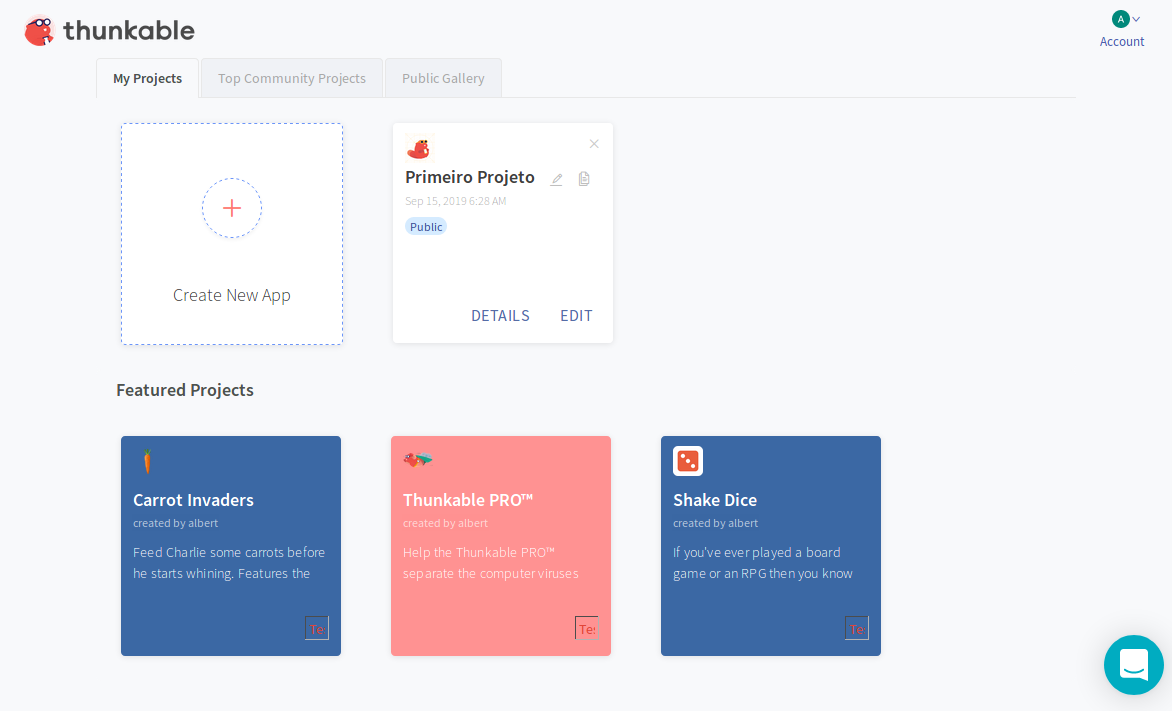 thunkable
A
Account
My Projects
Top Community Projects
Public Gallery
Primeiro Projeto
Sep 15, 2019 6:28 AM
Public
Create New App
DETAILS
EDIT
Featured Projects
Carrot Invaders
created by albert
Feed Charlie some carrots before
he starts whining. Features the
Te
Thunkable PRO™
created by albert
Help the Thunkable PRO™
separate the computer viruses
Tes
Shake Dice
created by albert
If you've ever played a board
game or an RPG then you know
Te